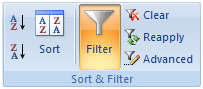 A
Z
A Z
Z A
Clear
Z
A
Sort
Filter
Reapply
Advanced
Sort & Filter